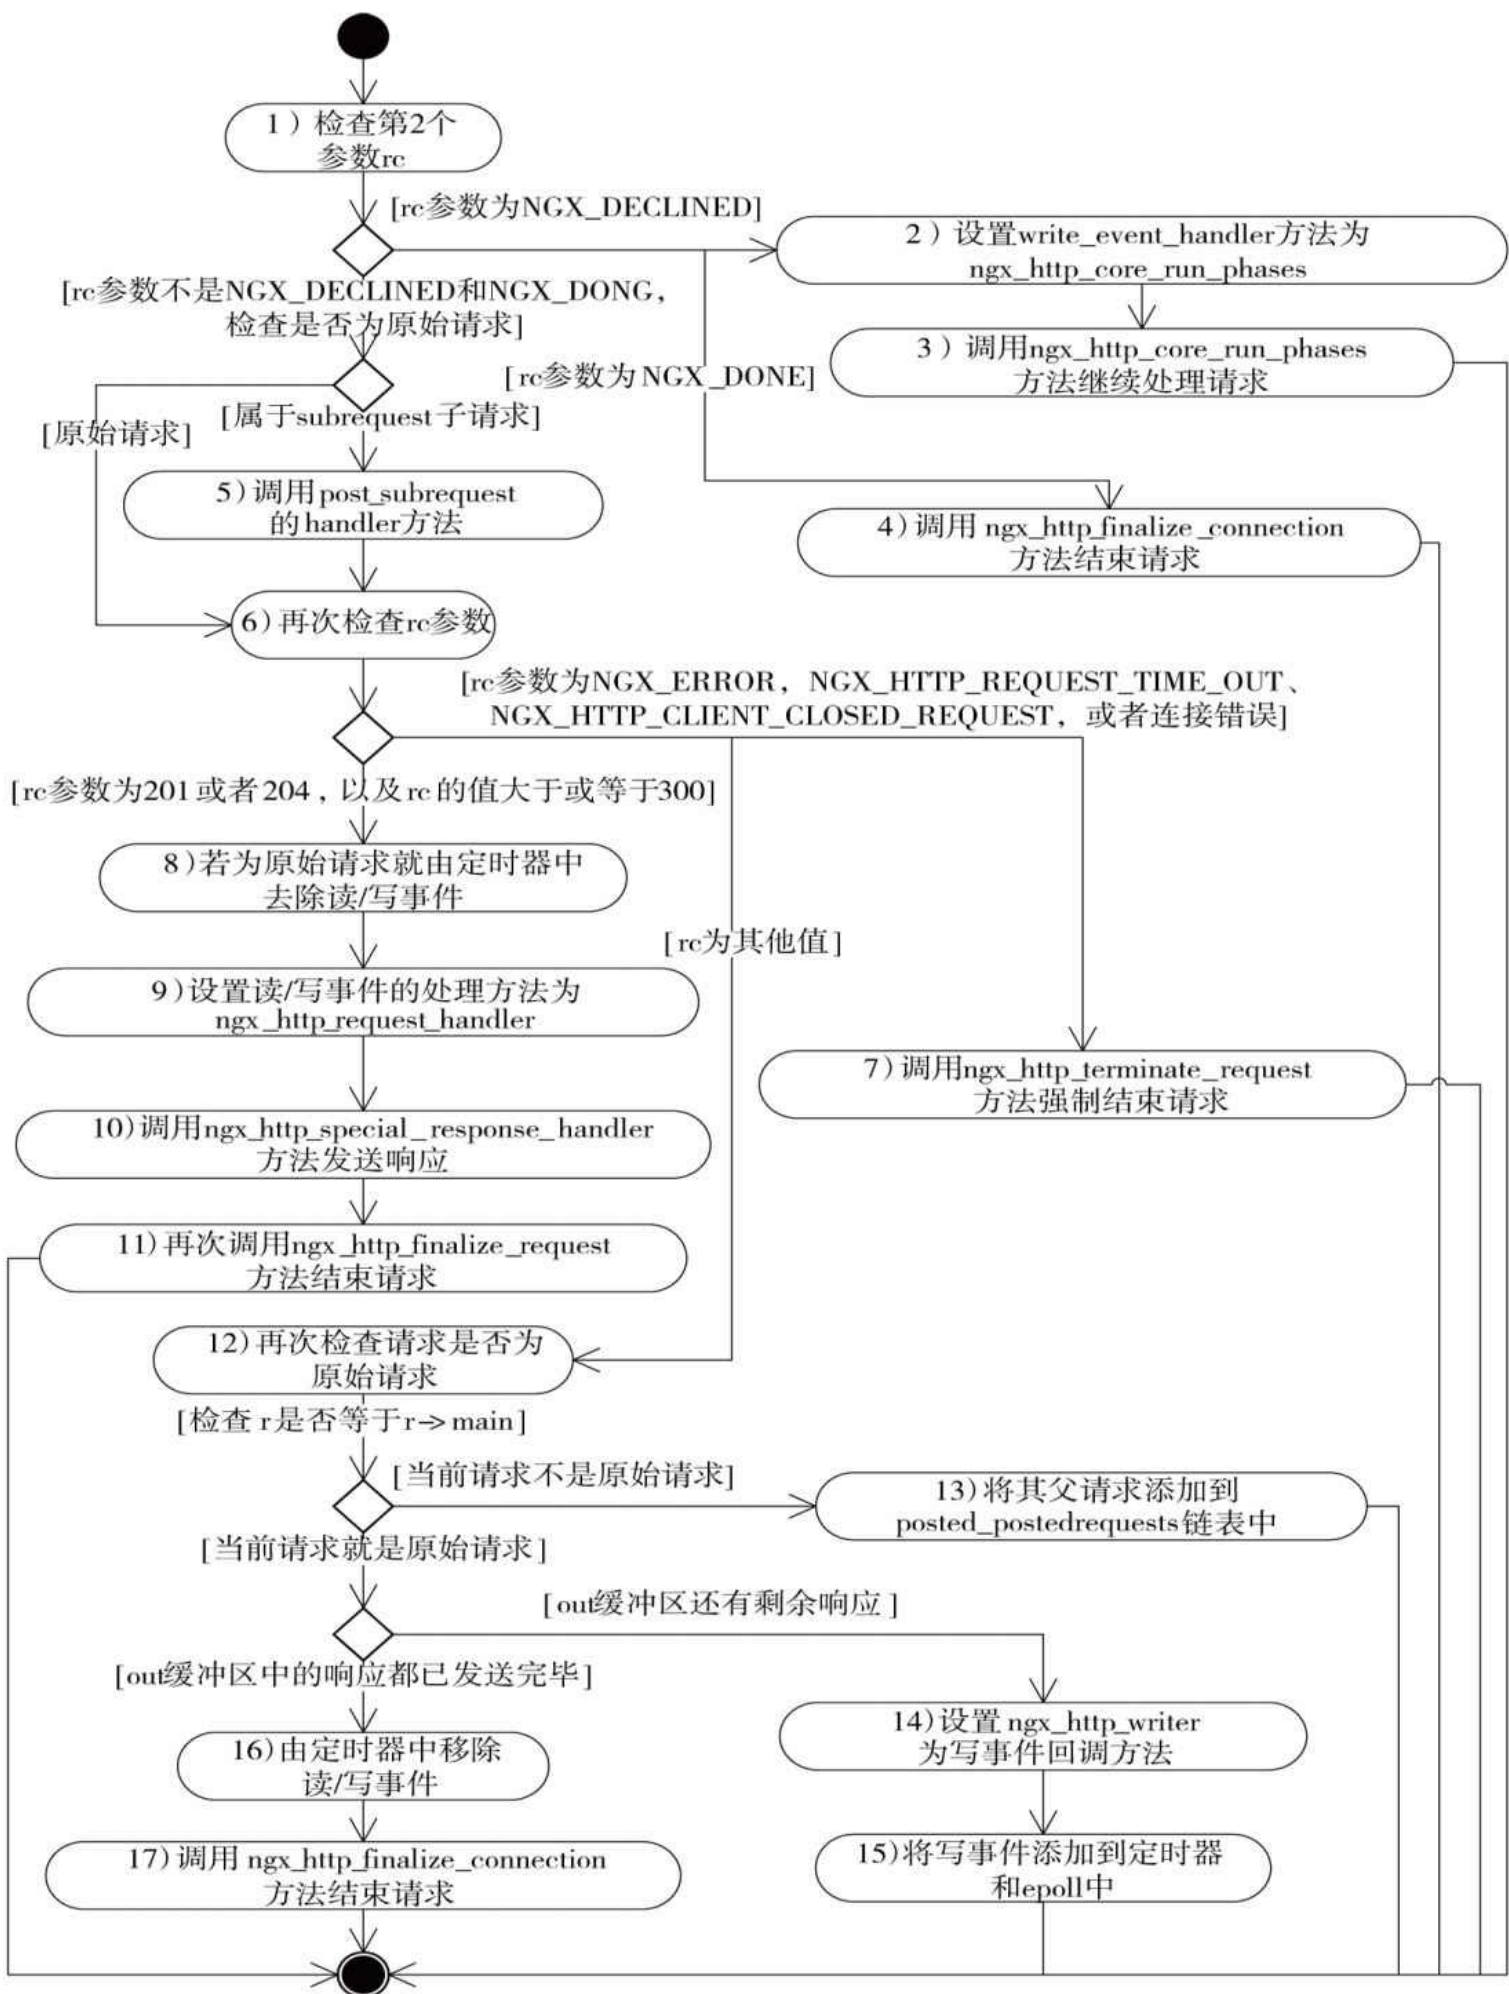 1）检查第2个
参数rc
[rc参数为NGX_DECLINED]
2）设置write_event_handler方法为
ngx_http_core_run_phases
[rc参数不是NGX_DECLINED和NGX_DONG，
检查是否为原始请求]
3）调用ngx_http_core_run_phases
方法继续处理请求
[rc参数为NGX_DONE]
[原始请求]
[属于subrequest子请求]
5)调用post_subrequest
的handler方法
4)调用 ngx_http_finalize_connection
方法结束请求
6)再次检查rc参数
[rc参数为NGX_ERROR，NGX_HTTP_REQUEST_TIME_OUT、
NGX_HTTP_CLIENT_CLOSED_REQUEST，或者连接错误]
[rc参数为201或者204，以及rc的值大于或等于300]
8)若为原始请求就由定时器中
去除读/写事件
[rc为其他值]
9)设置读/写事件的处理方法为
ngx_http_request_handler
7)调用ngx_http_terminate_request
方法强制结束请求
10)调用ngx_http_special_response_handler
方法发送响应
11)再次调用ngx_http_finalize_request
方法结束请求
12)再次检查请求是否为
原始请求
[检查r是否等于r->main]
[当前请求不是原始请求]
13)将其父请求添加到
posted_postedrequests链表中
[当前请求就是原始请求]
[out缓冲区还有剩余响应]
[out缓冲区中的响应都已发送完毕]
14)设置ngx_http_writer
为写事件回调方法
16)由定时器中移除
读/写事件
15)将写事件添加到定时器
和epoll中
17)调用 ngx_http_finalize_connection
方法结束请求